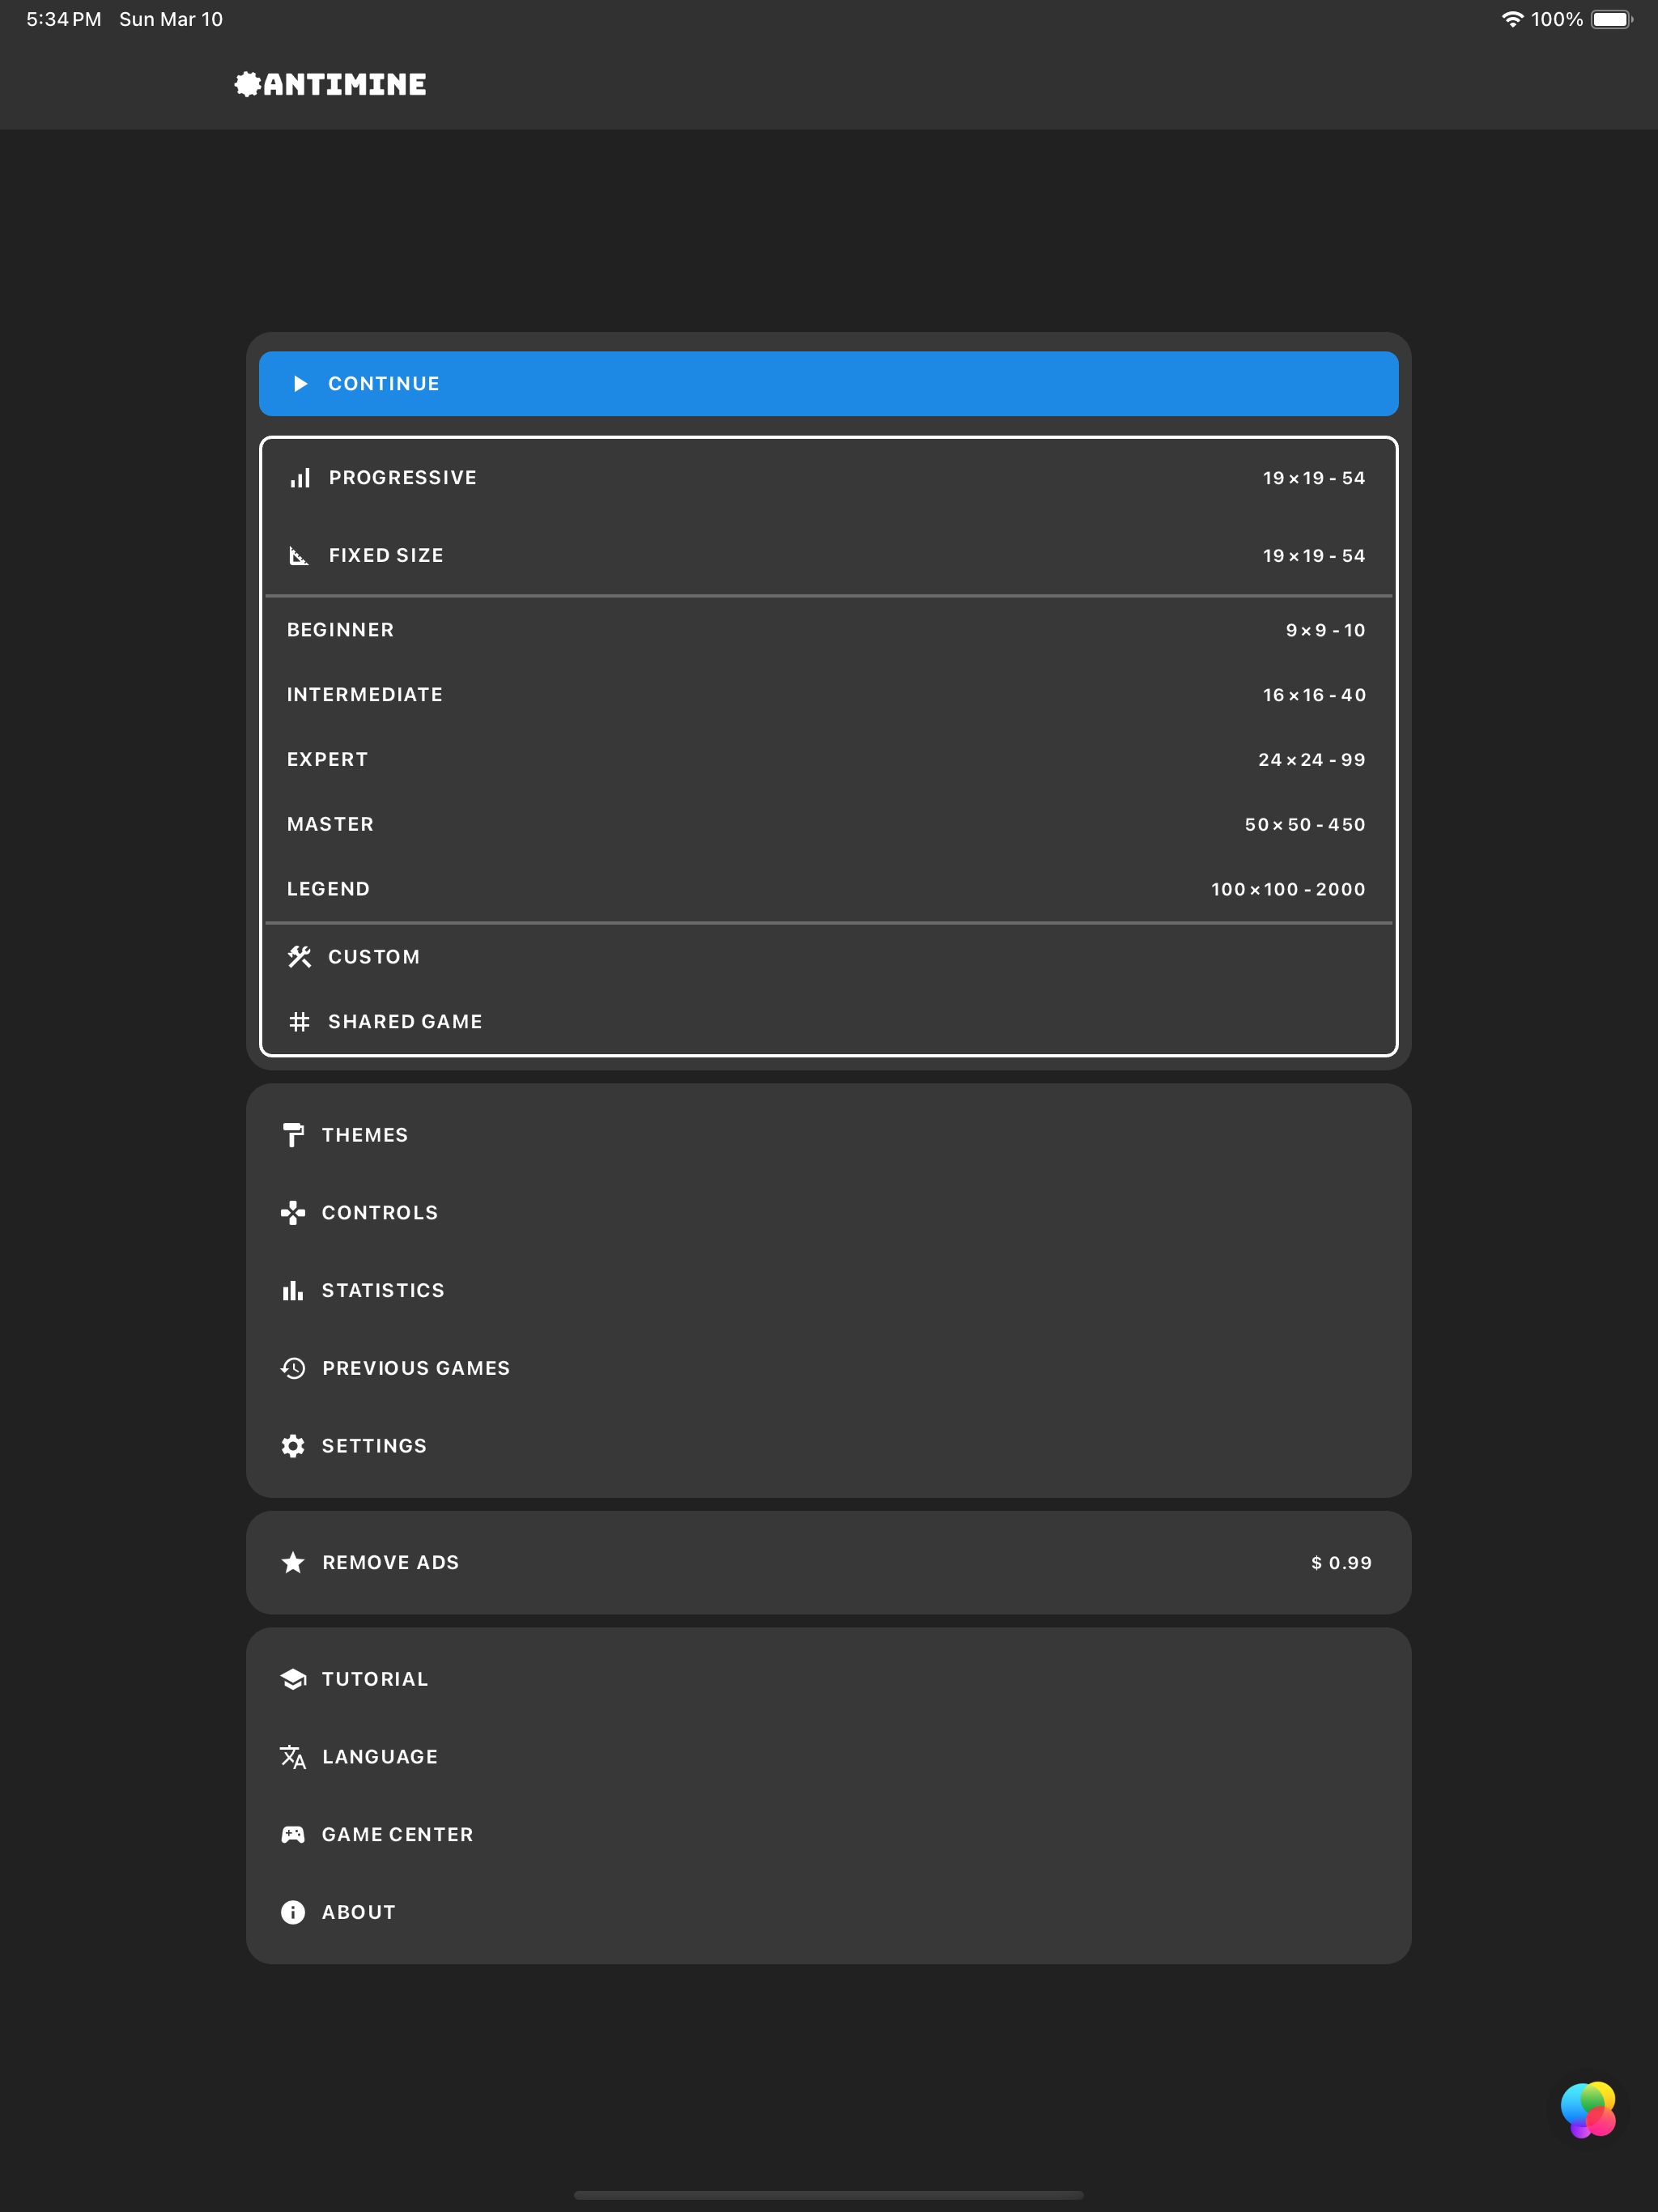 5:34 PM Sun Mar 10 100%
ANTIMINE
CONTINUE
PROGRESSIVE 19×19 - 54
FIXED SIZE 19×19 - 54
BEGINNER 9×9 - 10
INTERMEDIATE 16×16 - 40
EXPERT 24×24 - 99
MASTER 50×50 - 450
LEGEND 100×100 - 2000
CUSTOM
SHARED GAME
THEMES
CONTROLS
STATISTICS
PREVIOUS GAMES
SETTINGS
REMOVE ADS $ 0.99
TUTORIAL
LANGUAGE
GAME CENTER
ABOUT